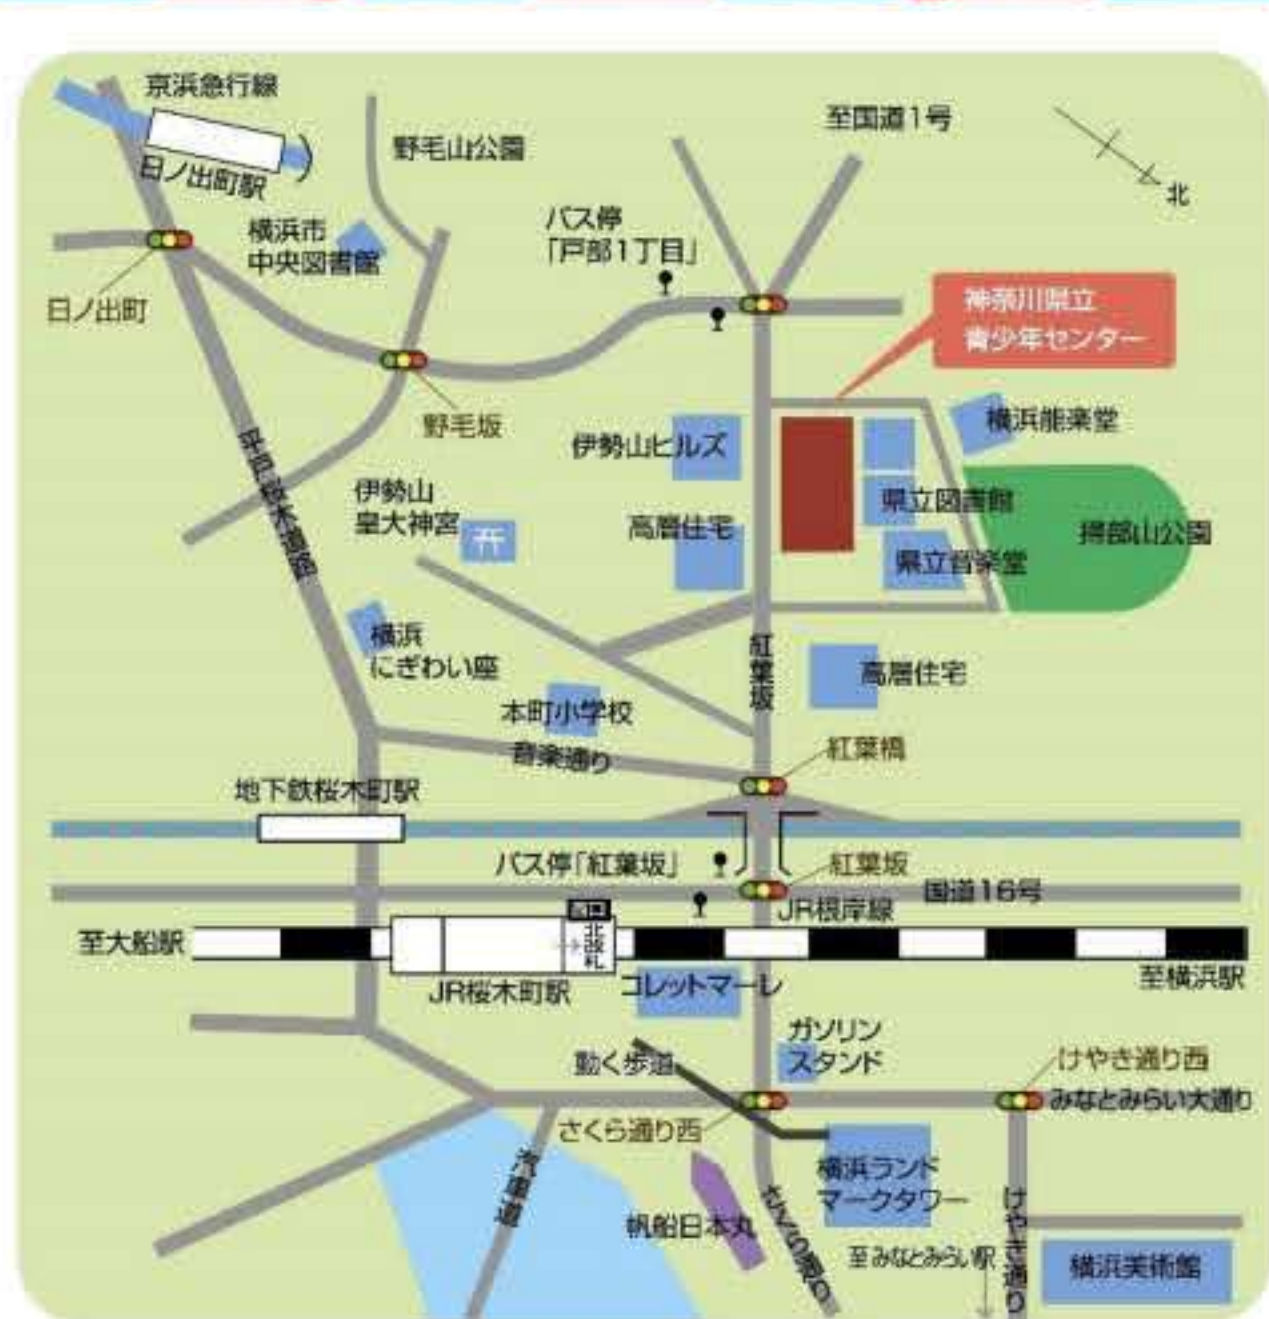 京浜急行線
日ノ出町駅
野毛山公園
至国道1号
北
横浜市
中央図書館
バス停
「戸部1丁目」
日ノ出町
神奈川県立
青少年センター
野毛坂
伊勢山ヒルズ
横浜能楽堂
平戸桜木道路
伊勢山
皇大神宮
高層住宅
県立図書館
掃部山公園
県立音楽堂
横浜
にぎわい座
紅葉坂
高層住宅
本町小学校
音楽通り
紅葉橋
地下鉄桜木町駅
バス停「紅葉坂」
紅葉坂
国道16号
JR根岸線
至大船駅
北改札
JR桜木町駅
コレットマーレ
至横浜駅
ガソリン
スタンド
動く歩道
けやき通り西
みなとみらい大通り
さくら通り西
汽車道
横浜ランド
マークタワー
帆船日本丸
さくら通り
至みなとみらい駅
けやき通り
横浜美術館